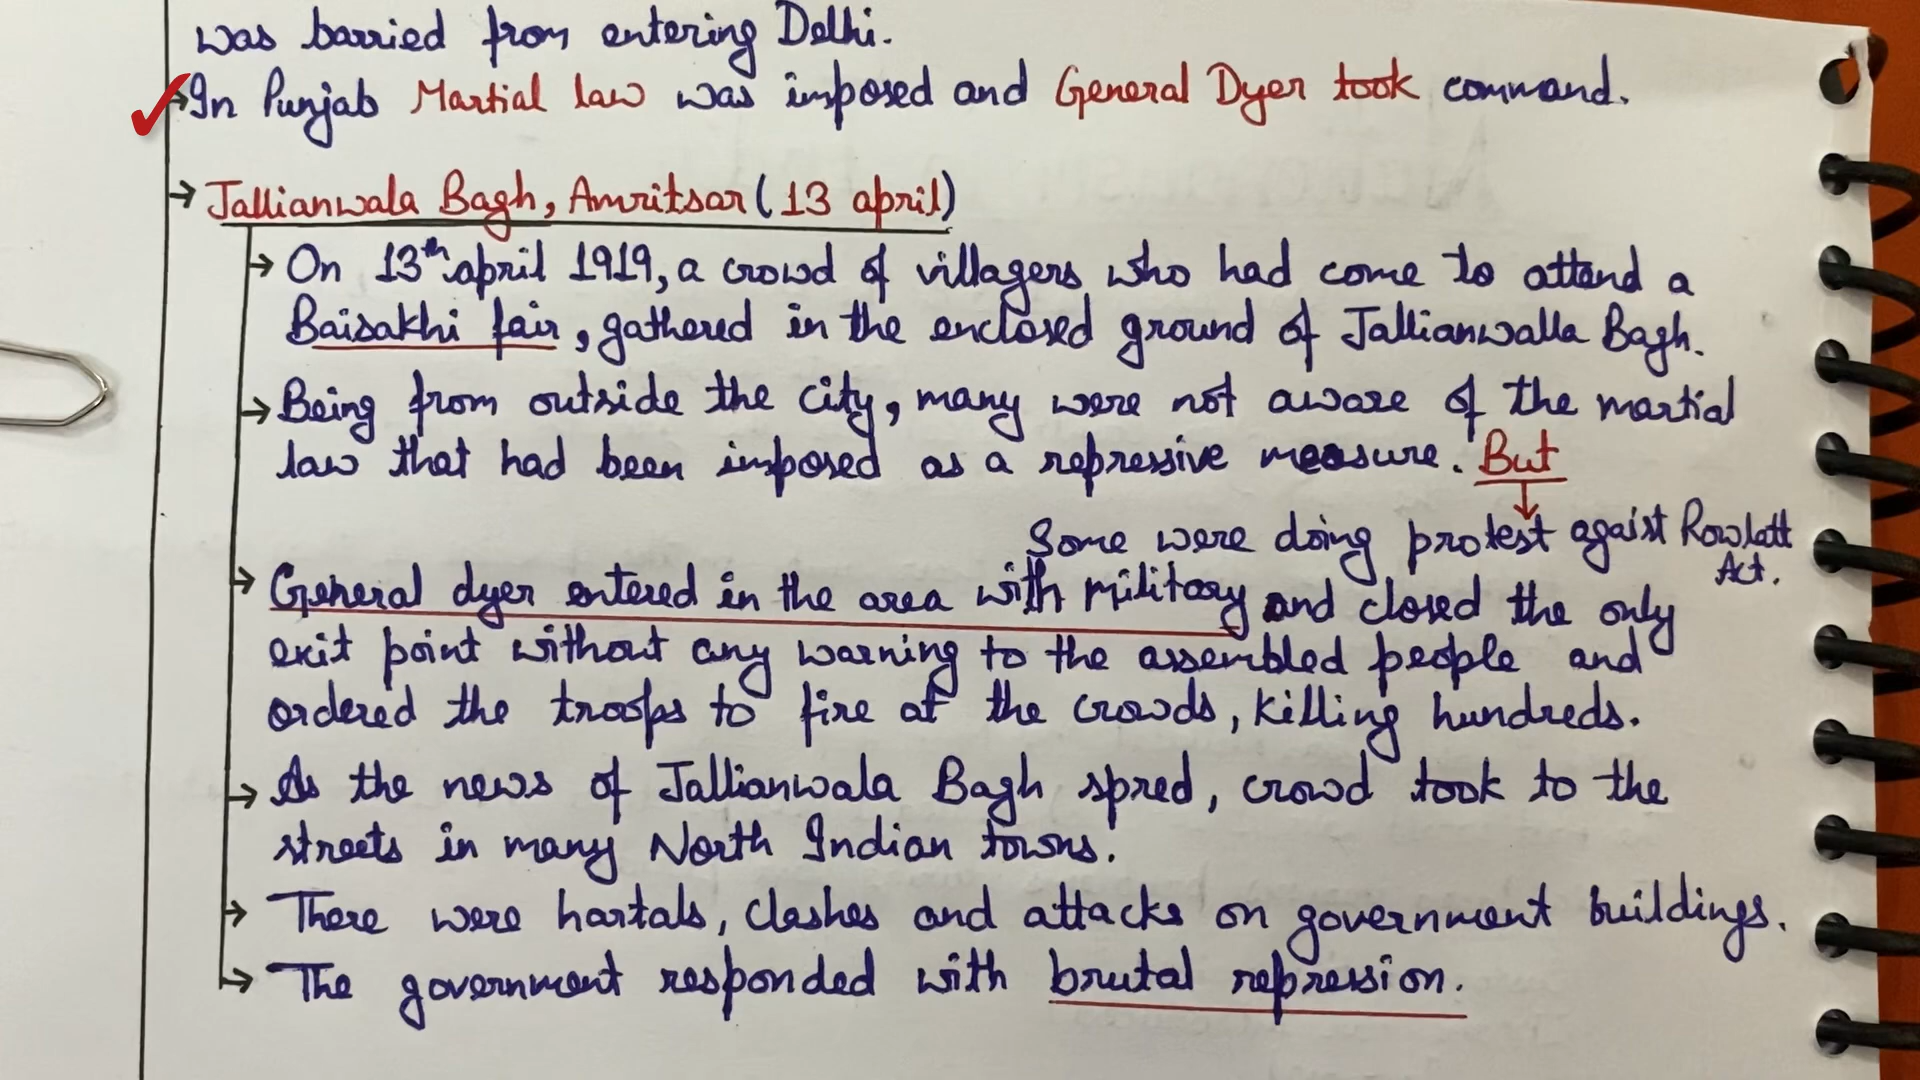 was barried from entering Delhi.
→ In Punjab Martial law was imposed and General Dyer took command.
→ Jallianwala Bagh, Amritsar (13 april)
→ On 13th april 1919, a crowd of villagers who had come to attend a
Baisakhi fair, gathered in the enclosed ground of Jallianwalla Bagh.
→ Being from outside the city, many were not aware of the martial
law that had been imposed as a repressive measure. But
Some were doing protest agaist Rowlatt
Act.
→ General dyer entered in the area with military and closed the only
exit point without any warning to the assembled people and
ordered the troops to fire at the crowds, killing hundreds.
→ As the news of Jallianwala Bagh spred, crowd took to the
streets in many North Indian towns.
→ There were hartals, clashes and attacks on government buildings.
→ The government responded with brutal repression.